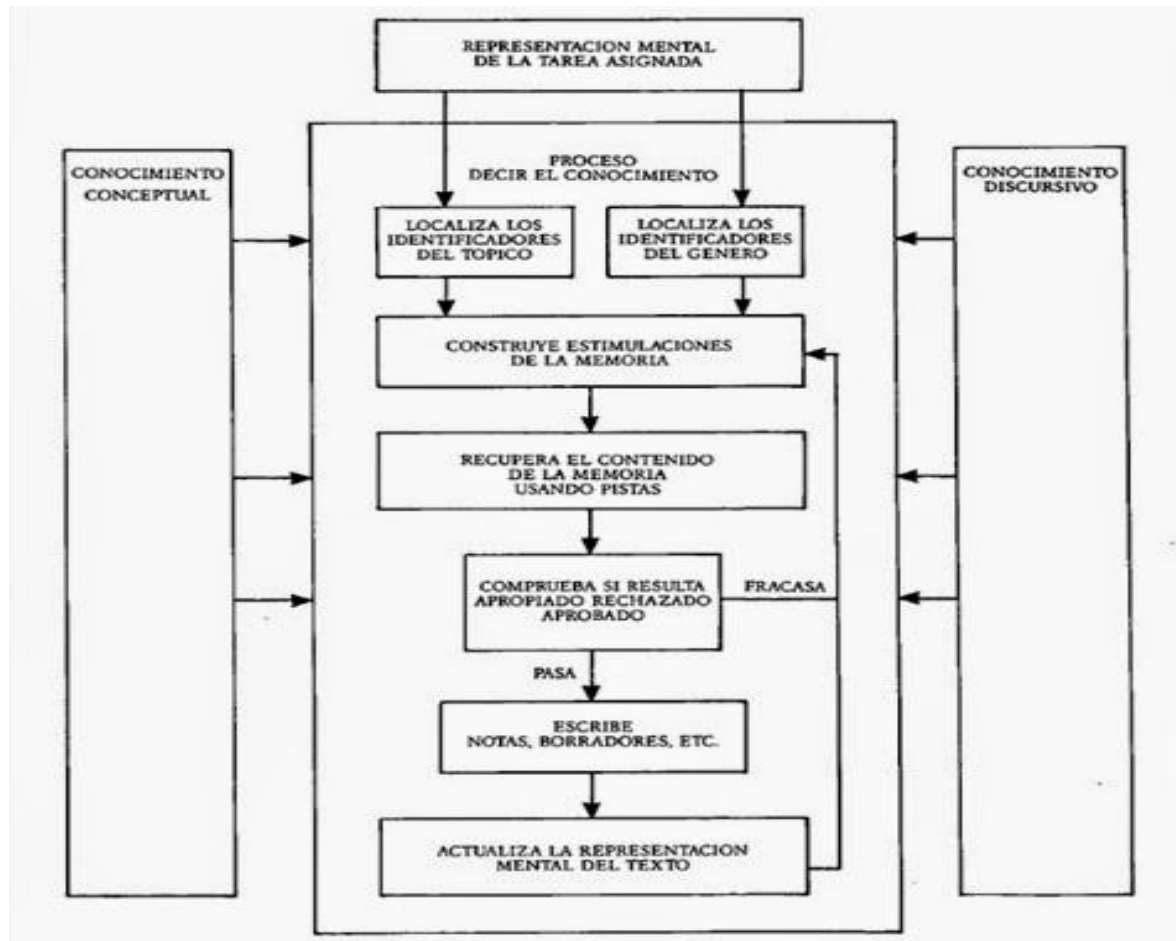 REPRESENTACION MENTAL
DE LA TAREA ASIGNADA
CONOCIMIENTO
CONCEPTUAL
PROCESO
DECIR EL CONOCIMIENTO
CONOCIMIENTO
DISCURSIVO
LOCALIZA LOS
IDENTIFICADORES
DEL TOPICO
LOCALIZA LOS
IDENTIFICADORES
DEL GENERO
CONSTRUYE ESTIMULACIONES
DE LA MEMORIA
RECUPERA EL CONTENIDO
DE LA MEMORIA
USANDO PISTAS
COMPRUEBA SI RESULTA
APROPIADO RECHAZADO
APROBADO
FRACASA
PASA
ESCRIBE
NOTAS, BORRADORES, ETC.
ACTUALIZA LA REPRESENTACION
MENTAL DEL TEXTO